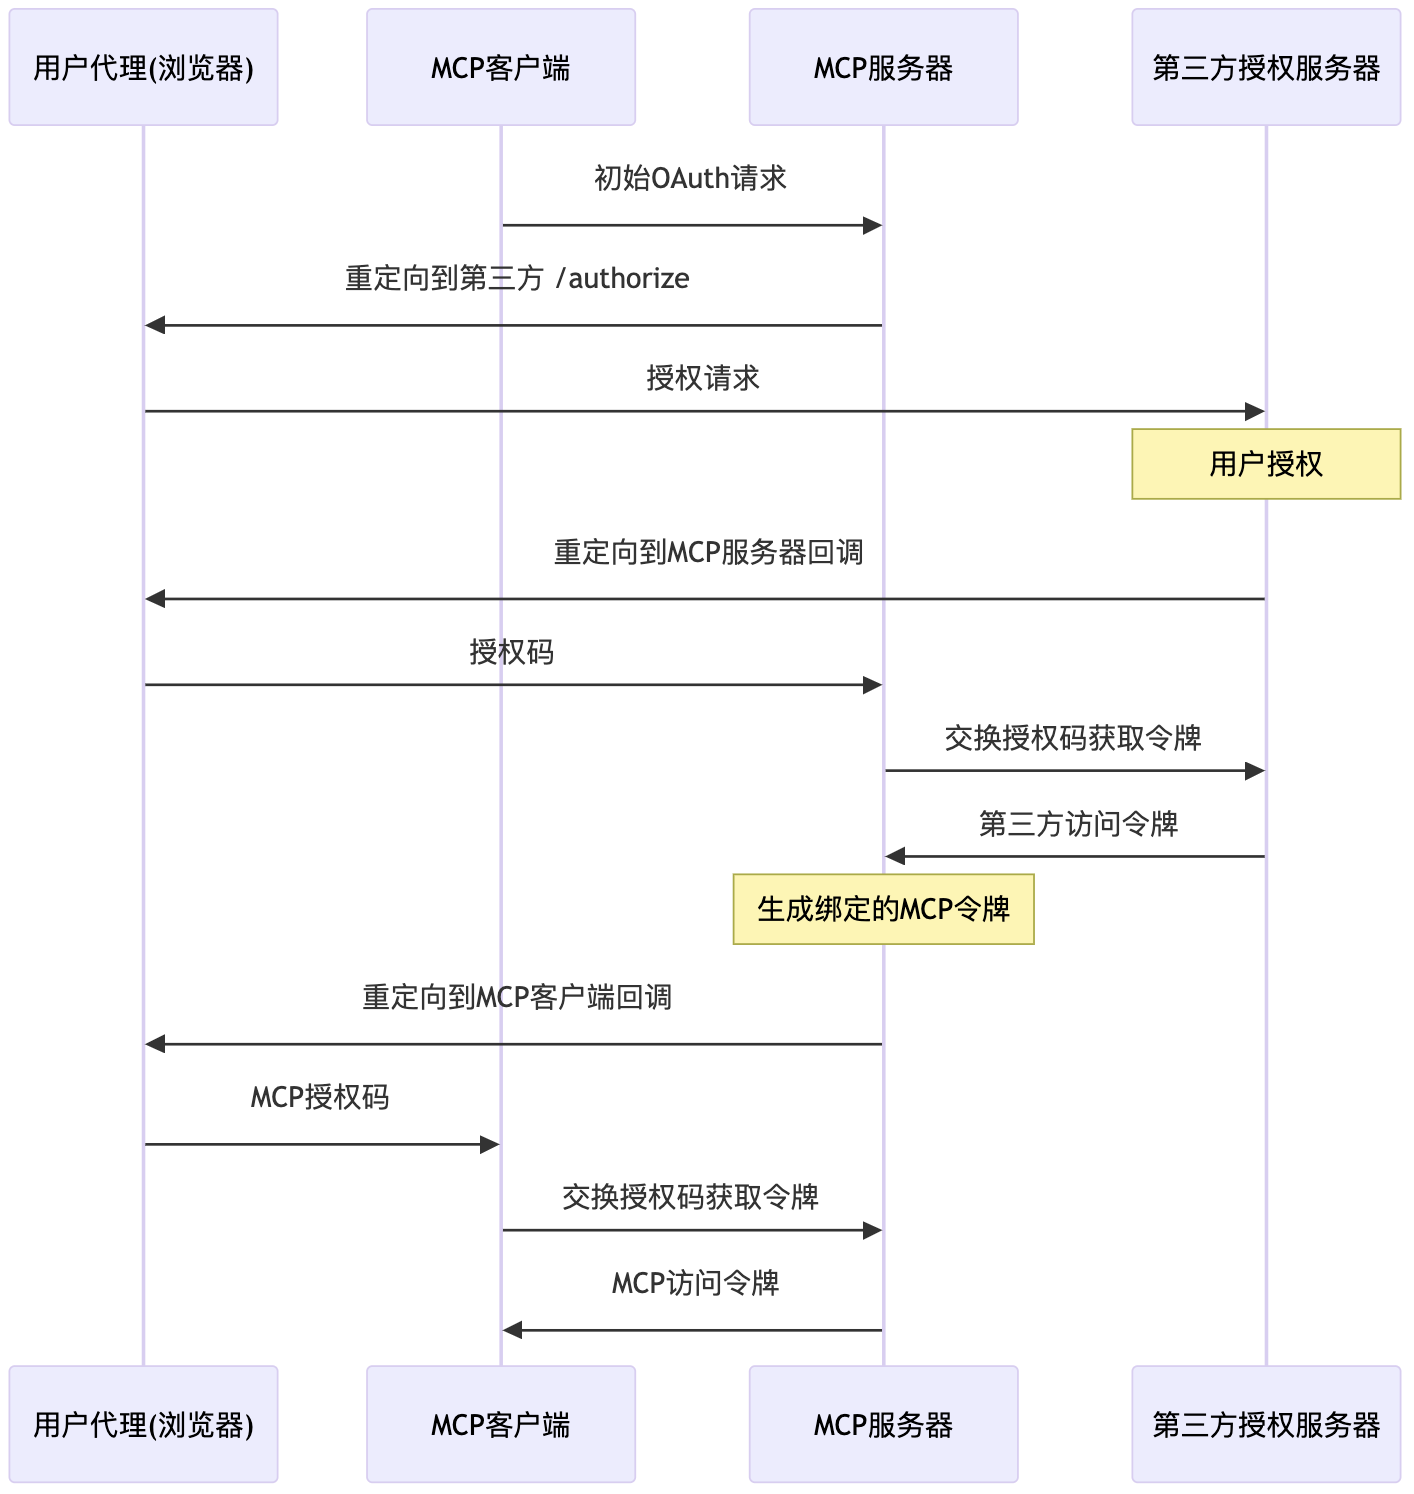 用户代理(浏览器)
MCP客户端
MCP服务器
第三方授权服务器
初始OAuth请求
重定向到第三方 /authorize
授权请求
用户授权
重定向到MCP服务器回调
授权码
交换授权码获取令牌
第三方访问令牌
生成绑定的MCP令牌
重定向到MCP客户端回调
MCP授权码
交换授权码获取令牌
MCP访问令牌
用户代理(浏览器)
MCP客户端
MCP服务器
第三方授权服务器